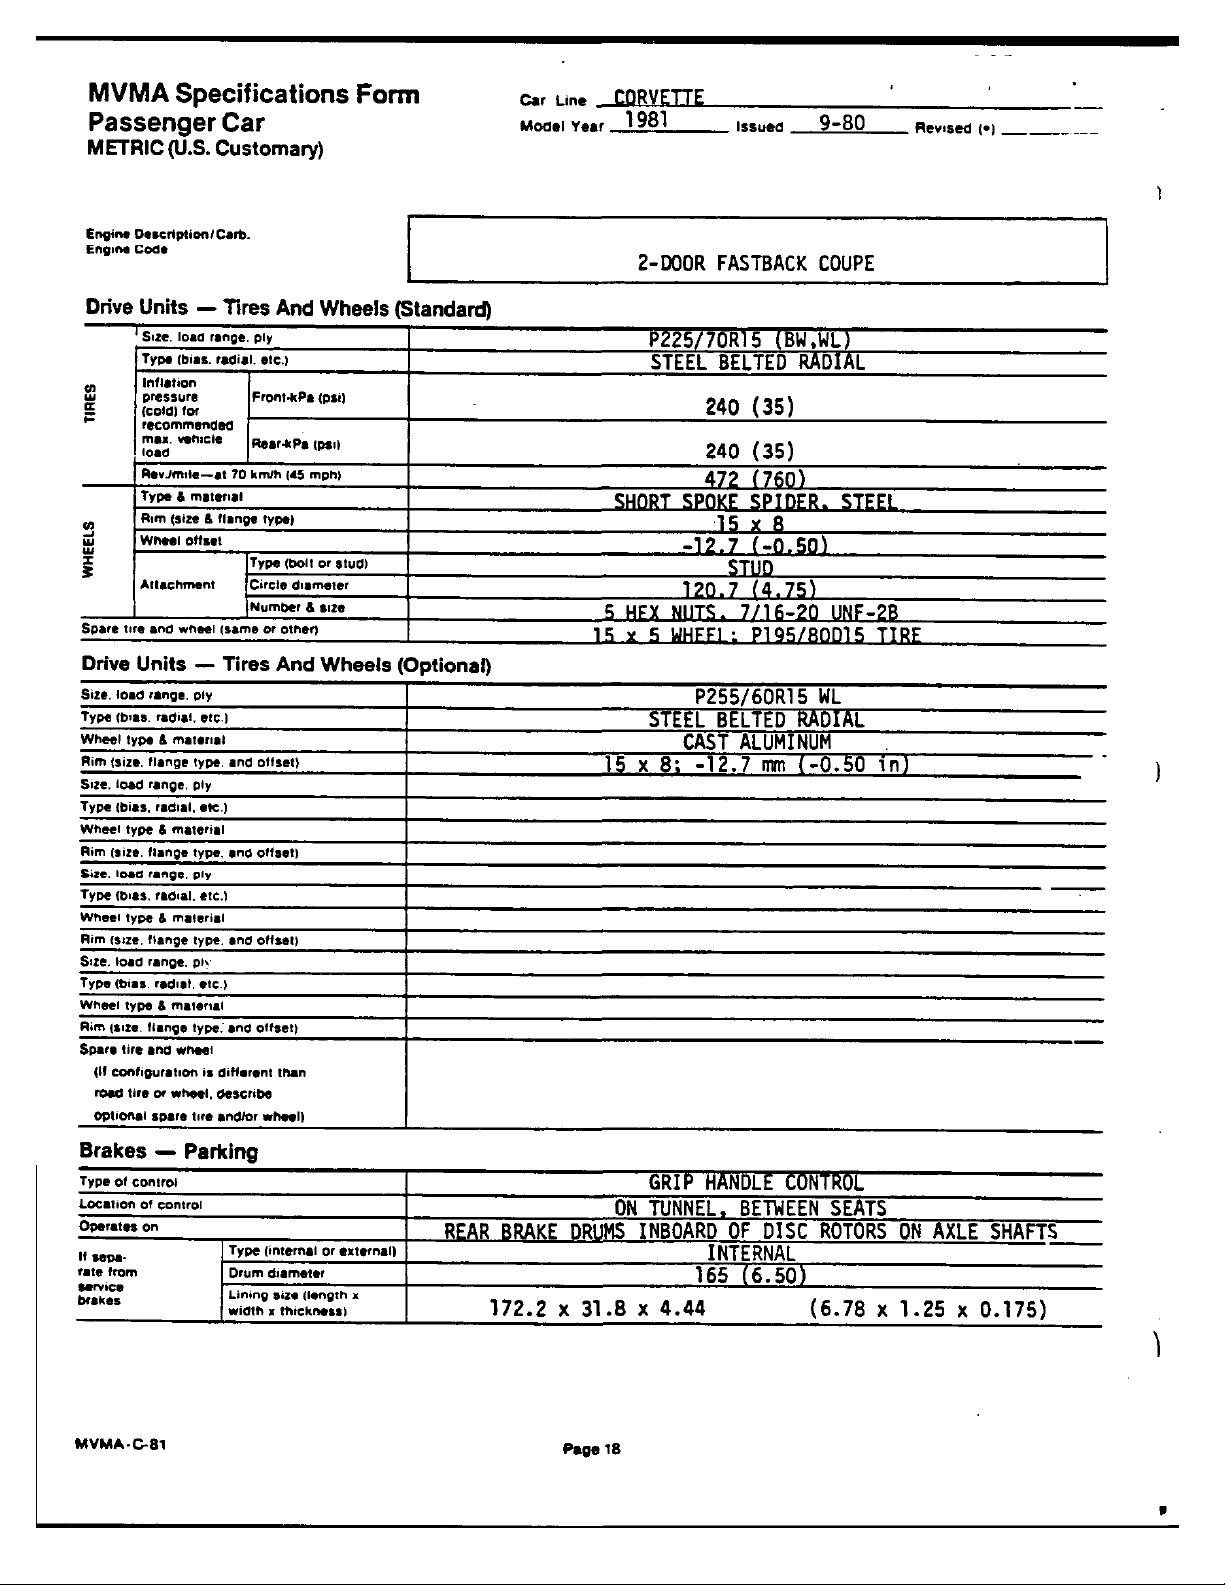 MVMA Specifications Form
Passenger Car
METRIC (U.S. Customary)
Car Line CORVETTE
Model Year 1981 Issued 9-80 Revised (•)
Engine Description/Carb.
Engine Code
2-DOOR FASTBACK COUPE
Drive Units — Tires And Wheels (Standard)
TIRES
Size, load range, ply P225/70R15 (BW,WL)
Type (bias, radial, etc.) STEEL BELTED RADIAL
Inflation pressure (cold) for recommended max. vehicle load
Front-kPa (psi) 240 (35)
Rear-kPa (psi) 240 (35)
Rev./mile—at 70 km/h (45 mph) 472 (760)
WHEELS
Type & material SHORT SPOKE SPIDER, STEEL
Rim (size & flange type) 15 x 8
Wheel offset -12.7 (-0.50)
Attachment
Type (bolt or stud) STUD
Circle diameter 120.7 (4.75)
Number & size 5 HEX NUTS, 7/16-20 UNF-2B
Spare tire and wheel (same or other) 15 x 5 WHEEL; P195/80D15 TIRE
Drive Units — Tires And Wheels (Optional)
Size, load range, ply P255/60R15 WL
Type (bias, radial, etc.) STEEL BELTED RADIAL
Wheel type & material CAST ALUMINUM
Rim (size, flange type, and offset) 15 x 8; -12.7 mm (-0.50 in)
Size, load range, ply
Type (bias, radial, etc.)
Wheel type & material
Rim (size, flange type, and offset)
Size, load range, ply
Type (bias, radial, etc.)
Wheel type & material
Rim (size, flange type, and offset)
Size, load range, ply
Type (bias, radial, etc.)
Wheel type & material
Rim (size, flange type, and offset)
Spare tire and wheel
(If configuration is different than
road tire or wheel, describe
optional spare tire and/or wheel)
Brakes — Parking
Type of control GRIP HANDLE CONTROL
Location of control ON TUNNEL, BETWEEN SEATS
Operates on REAR BRAKE DRUMS INBOARD OF DISC ROTORS ON AXLE SHAFTS
If separate from service brakes
Type (internal or external) INTERNAL
Drum diameter 165 (6.50)
Lining size (length x width x thickness) 172.2 x 31.8 x 4.44 (6.78 x 1.25 x 0.175)
MVMA-C-81
Page 18